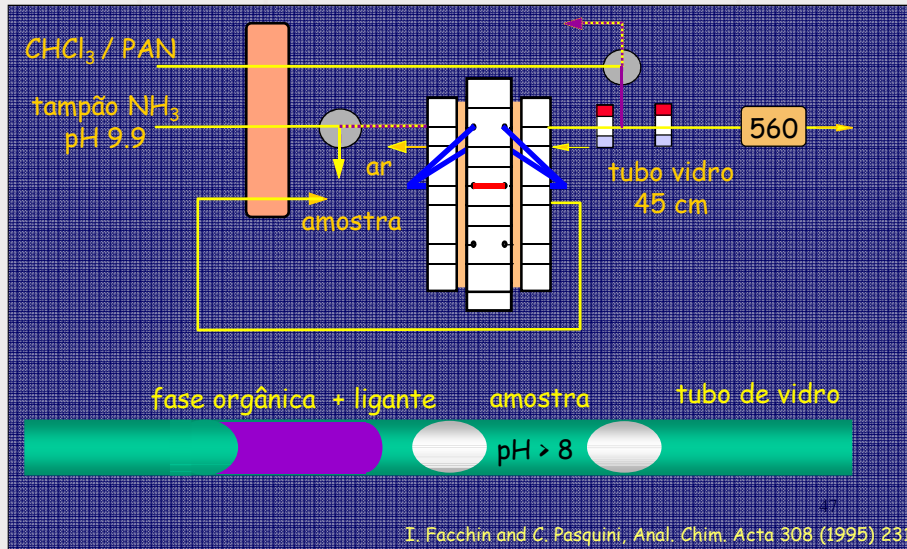 CHCl₃ / PAN
tampão NH₃
pH 9.9
ar
amostra
560
tubo vidro
45 cm
fase orgânica + ligante
amostra
tubo de vidro
pH > 8
47
I. Facchin and C. Pasquini, Anal. Chim. Acta 308 (1995) 231